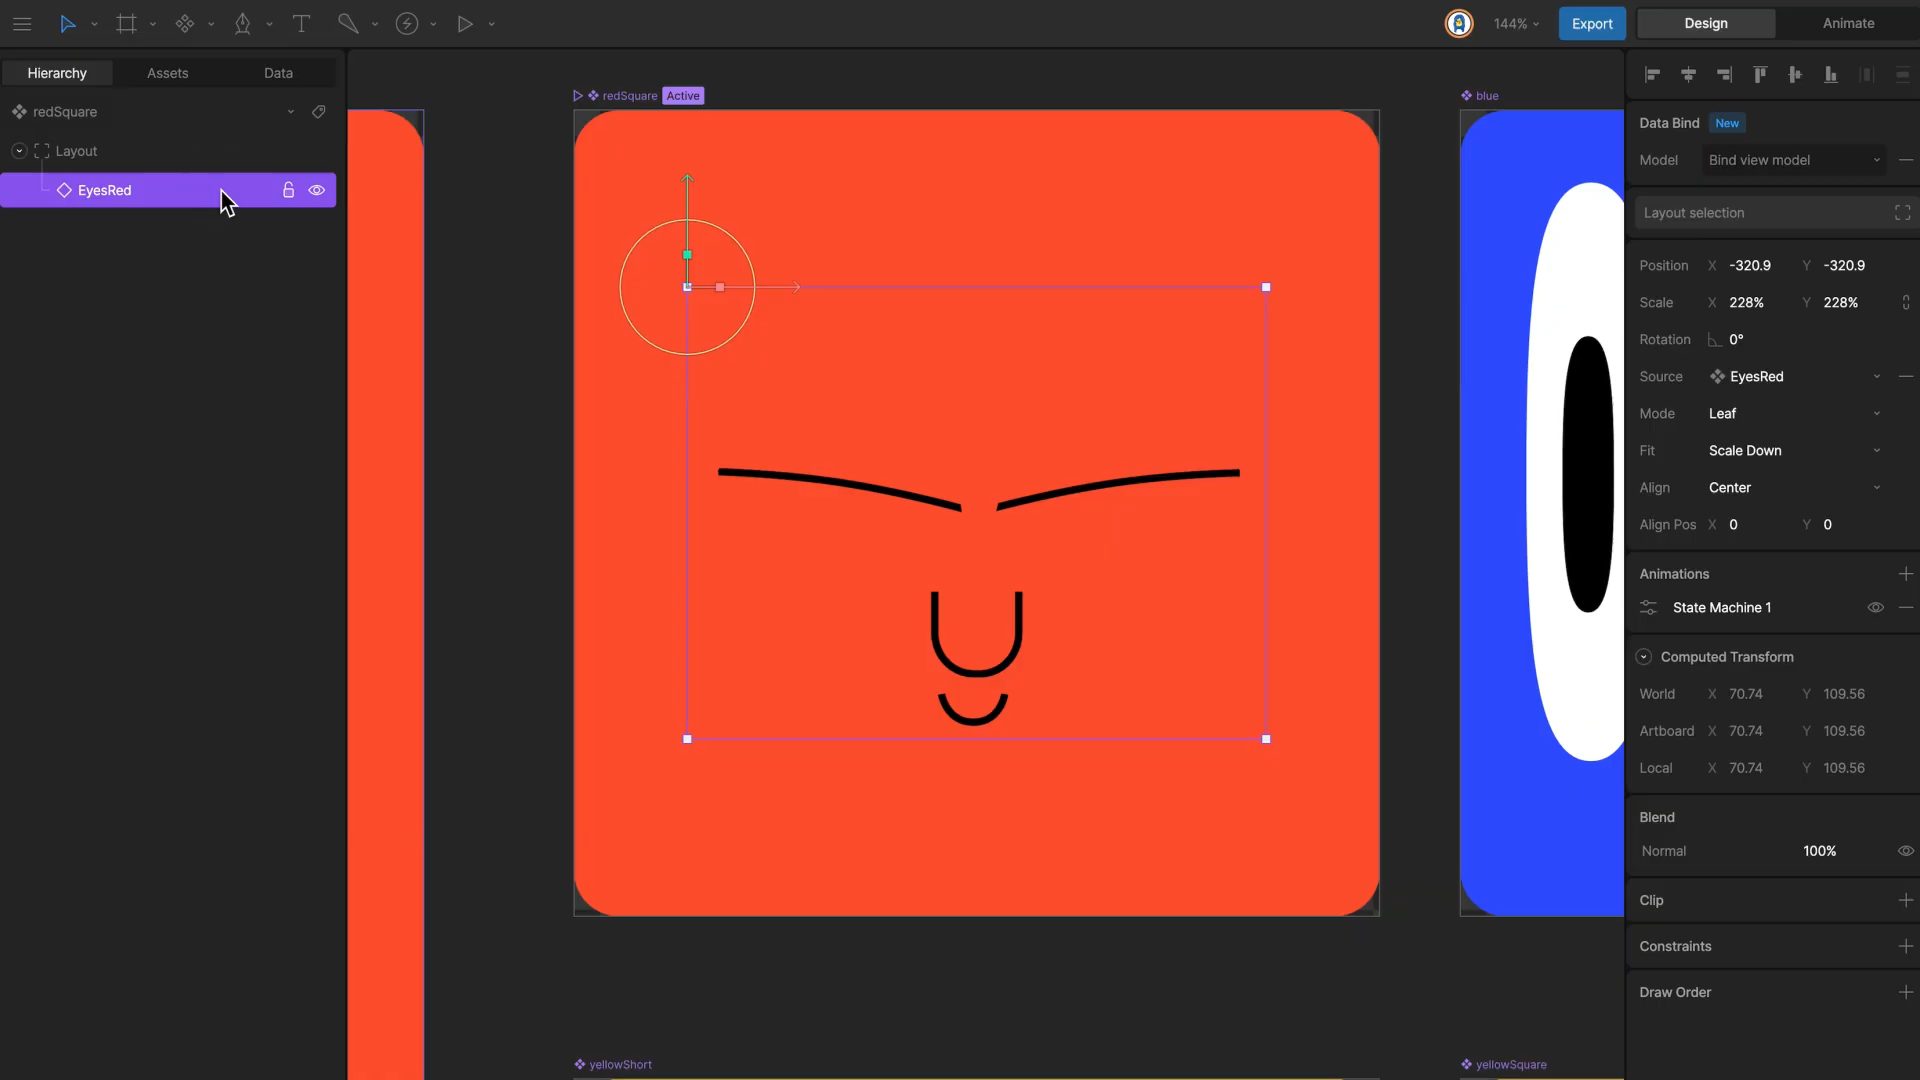 144%
Export
Design
Animate
Hierarchy
Assets
Data
redSquare
Layout
EyesRed
redSquare Active
blue
yellowShort
yellowSquare
Data Bind New
Model Bind view model
Layout selection
Position X -320.9 Y -320.9
Scale X 228% Y 228%
Rotation 0°
Source EyesRed
Mode Leaf
Fit Scale Down
Align Center
Align Pos X 0 Y 0
Animations
State Machine 1
Computed Transform
World X 70.74 Y 109.56
Artboard X 70.74 Y 109.56
Local X 70.74 Y 109.56
Blend
Normal 100%
Clip
Constraints
Draw Order